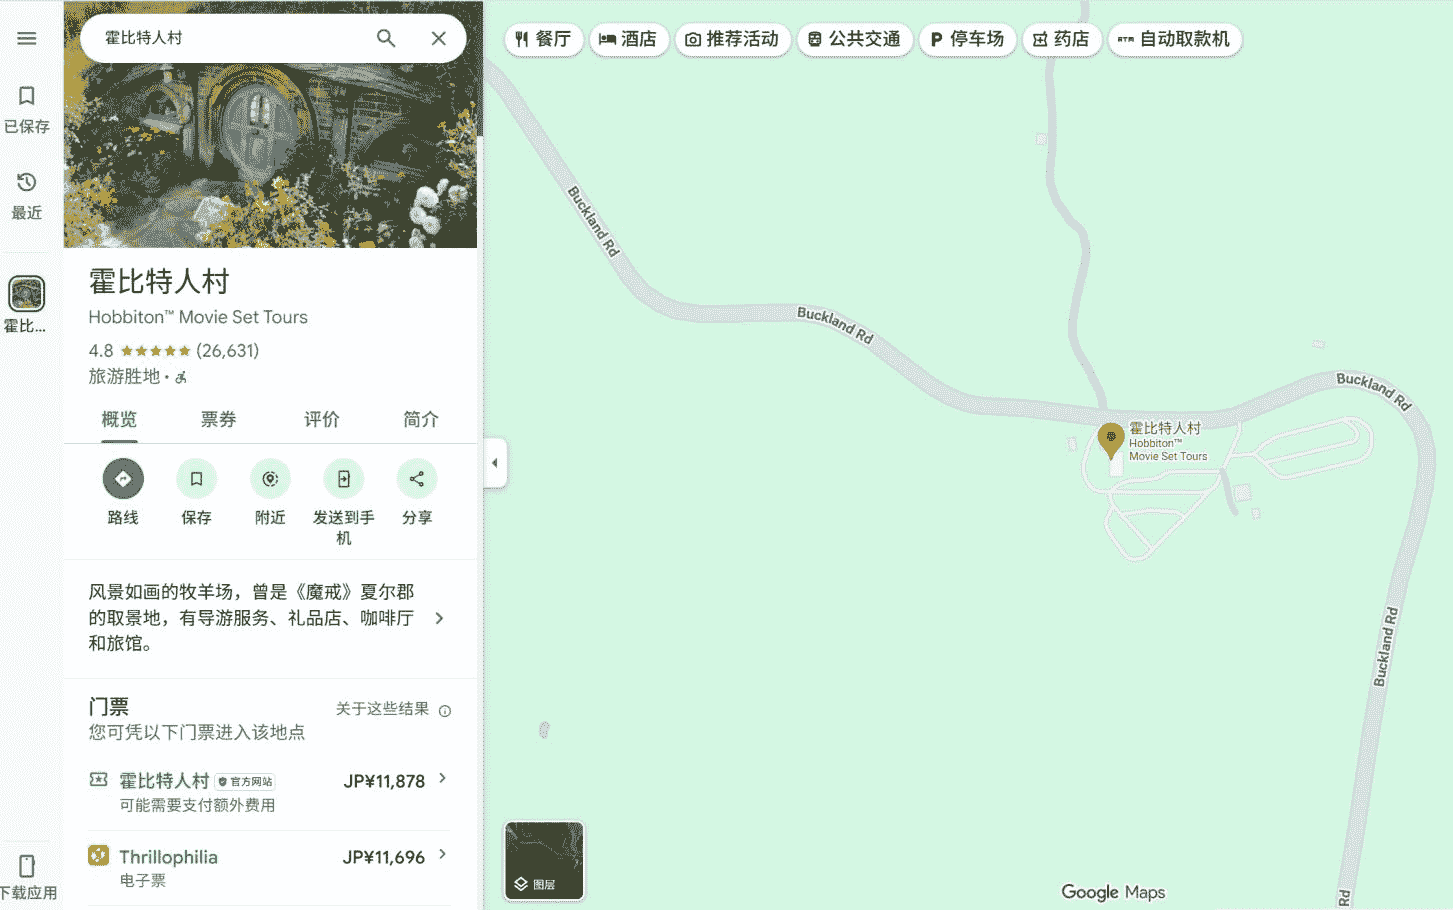 霍比特人村
已保存
最近
霍比...
下载应用
霍比特人村
Hobbiton™ Movie Set Tours
4.8 (26,631)
旅游胜地 ·
概览
票券
评价
简介
路线
保存
附近
发送到手
机
分享
风景如画的牧羊场，曾是《魔戒》夏尔郡
的取景地，有导游服务、礼品店、咖啡厅
和旅馆。
门票
关于这些结果
您可凭以下门票进入该地点
霍比特人村 官方网站 JP¥11,878
可能需要支付额外费用
Thrillophilia JP¥11,696
电子票
餐厅
酒店
推荐活动
公共交通
P 停车场
药店
ATM 自动取款机
Buckland Rd
Buckland Rd
Buckland Rd
霍比特人村
Hobbiton™
Movie Set Tours
Buckland Rd
Rd
图层
Google Maps